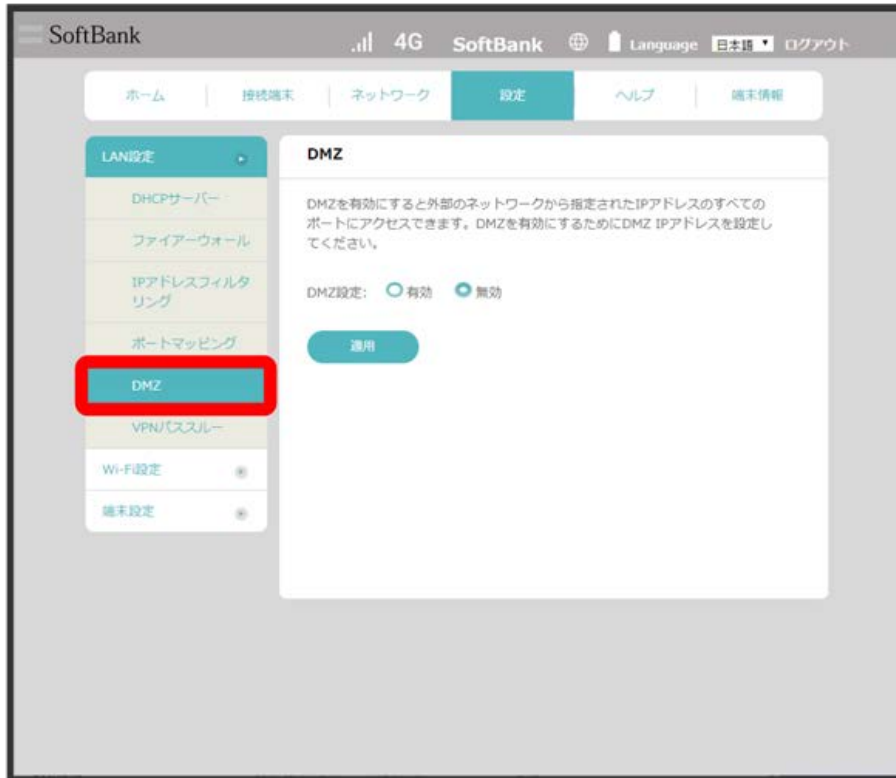 SoftBank
4G SoftBank Language 日本語 ログアウト
ホーム 接続端末 ネットワーク 設定 ヘルプ 端末情報
LAN設定
DHCPサーバー
ファイアーウォール
IPアドレスフィルタ
リング
ポートマッピング
DMZ
VPNパススルー
Wi-Fi設定
端末設定
DMZ
DMZを有効にすると外部のネットワークから指定されたIPアドレスのすべての
ポートにアクセスできます。DMZを有効にするためにDMZ IPアドレスを設定し
てください。
DMZ設定: 有効 無効
適用